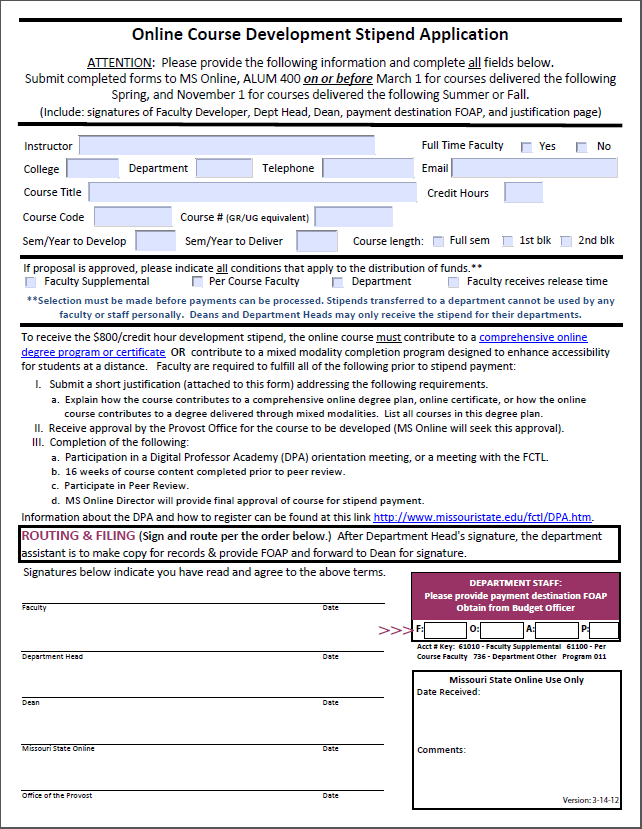 Online Course Development Stipend Application
ATTENTION: Please provide the following information and complete all fields below.
Submit completed forms to MS Online, ALUM 400 on or before March 1 for courses delivered the following
Spring, and November 1 for courses delivered the following Summer or Fall.
(Include: signatures of Faculty Developer, Dept Head, Dean, payment destination FOAP, and justification page)
Instructor Full Time Faculty Yes No
College Department Telephone Email
Course Title Credit Hours
Course Code Course # (GR/UG equivalent)
Sem/Year to Develop Sem/Year to Deliver Course length: Full sem 1st blk 2nd blk
If proposal is approved, please indicate all conditions that apply to the distribution of funds.**
Faculty Supplemental Per Course Faculty Department Faculty receives release time
**Selection must be made before payments can be processed. Stipends transferred to a department cannot be used by any
faculty or staff personally. Deans and Department Heads may only receive the stipend for their departments.
To receive the $800/credit hour development stipend, the online course must contribute to a comprehensive online
degree program or certificate OR contribute to a mixed modality completion program designed to enhance accessibility
for students at a distance. Faculty are required to fulfill all of the following prior to stipend payment:
I. Submit a short justification (attached to this form) addressing the following requirements.
a. Explain how the course contributes to a comprehensive online degree plan, online certificate, or how the online
course contributes to a degree delivered through mixed modalities. List all courses in this degree plan.
II. Receive approval by the Provost Office for the course to be developed (MS Online will seek this approval).
III. Completion of the following:
a. Participation in a Digital Professor Academy (DPA) orientation meeting, or a meeting with the FCTL.
b. 16 weeks of course content completed prior to peer review.
c. Participate in Peer Review.
d. MS Online Director will provide final approval of course for stipend payment.
Information about the DPA and how to register can be found at this link http://www.missouristate.edu/fctl/DPA.htm.
ROUTING & FILING (Sign and route per the order below.) After Department Head's signature, the department
assistant is to make copy for records & provide FOAP and forward to Dean for signature.
Signatures below indicate you have read and agree to the above terms.
Faculty Date
Department Head Date
Dean Date
Missouri State Online Date
Office of the Provost Date
DEPARTMENT STAFF:
Please provide payment destination FOAP
Obtain from Budget Officer
>>> F: O: A: P:
Acct # Key: 61010 - Faculty Supplemental 61100 - Per
Course Faculty 736 - Department Other Program 011
Missouri State Online Use Only
Date Received:
Comments:
Version: 3-14-12